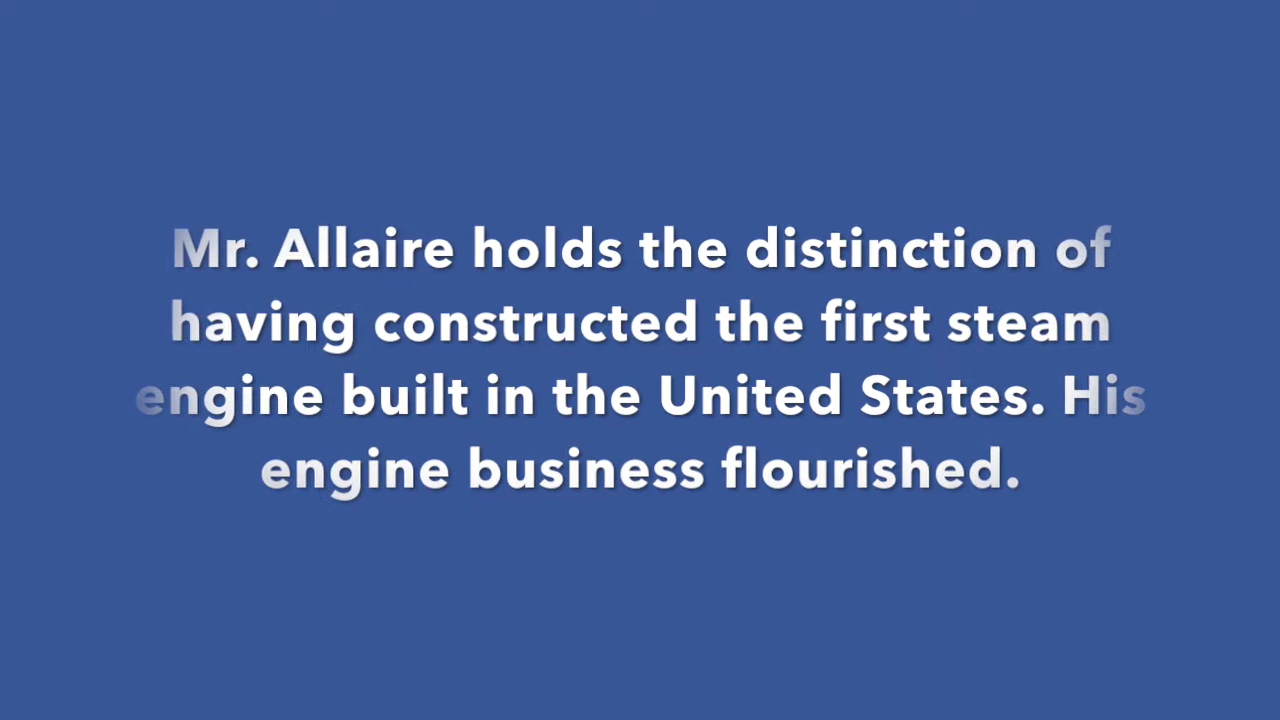 Mr. Allaire holds the distinction of
having constructed the first steam
engine built in the United States. His
engine business flourished.